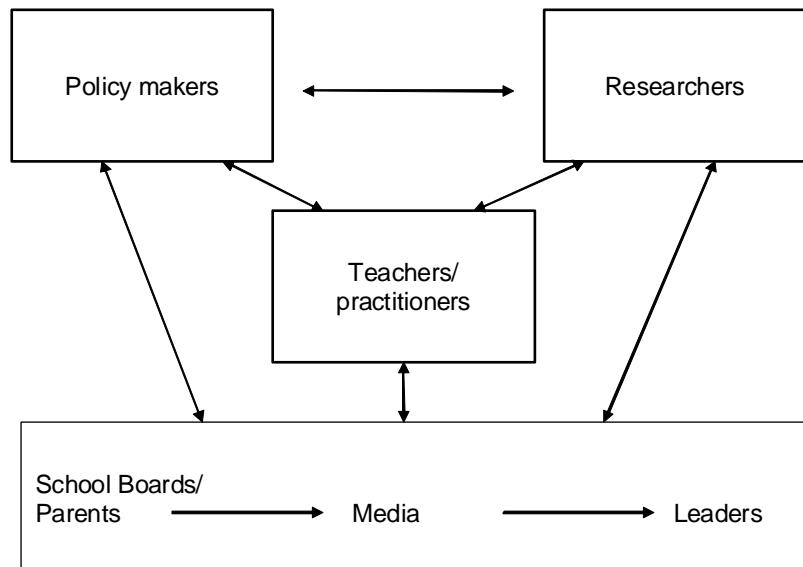 Policy makers
Researchers
Teachers/
practitioners
School Boards/
Parents
Media
Leaders